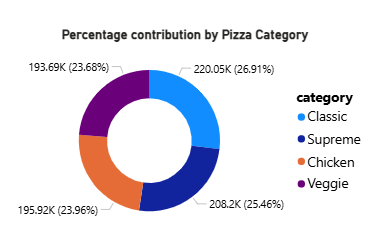 Percentage contribution by Pizza Category
193.69K (23.68%)
220.05K (26.91%)
category
Classic
Supreme
Chicken
Veggie
195.92K (23.96%)
208.2K (25.46%)